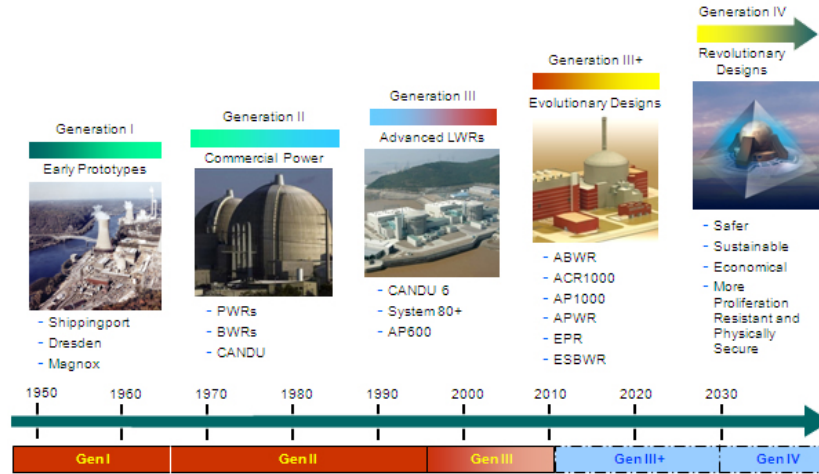 Generation I
Early Prototypes
- Shippingport
- Dresden
- Magnox
Generation II
Commercial Power
- PWRs
- BWRs
- CANDU
Generation III
Advanced LWRs
- CANDU 6
- System 80+
- AP600
Generation III+
Evolutionary Designs
- ABWR
- ACR1000
- AP1000
- APWR
- EPR
- ESBWR
Generation IV
Revolutionary
Designs
- Safer
- Sustainable
- Economical
- More
Proliferation
Resistant and
Physically
Secure
1950 1960 1970 1980 1990 2000 2010 2020 2030
Gen I Gen II Gen III Gen III+ Gen IV